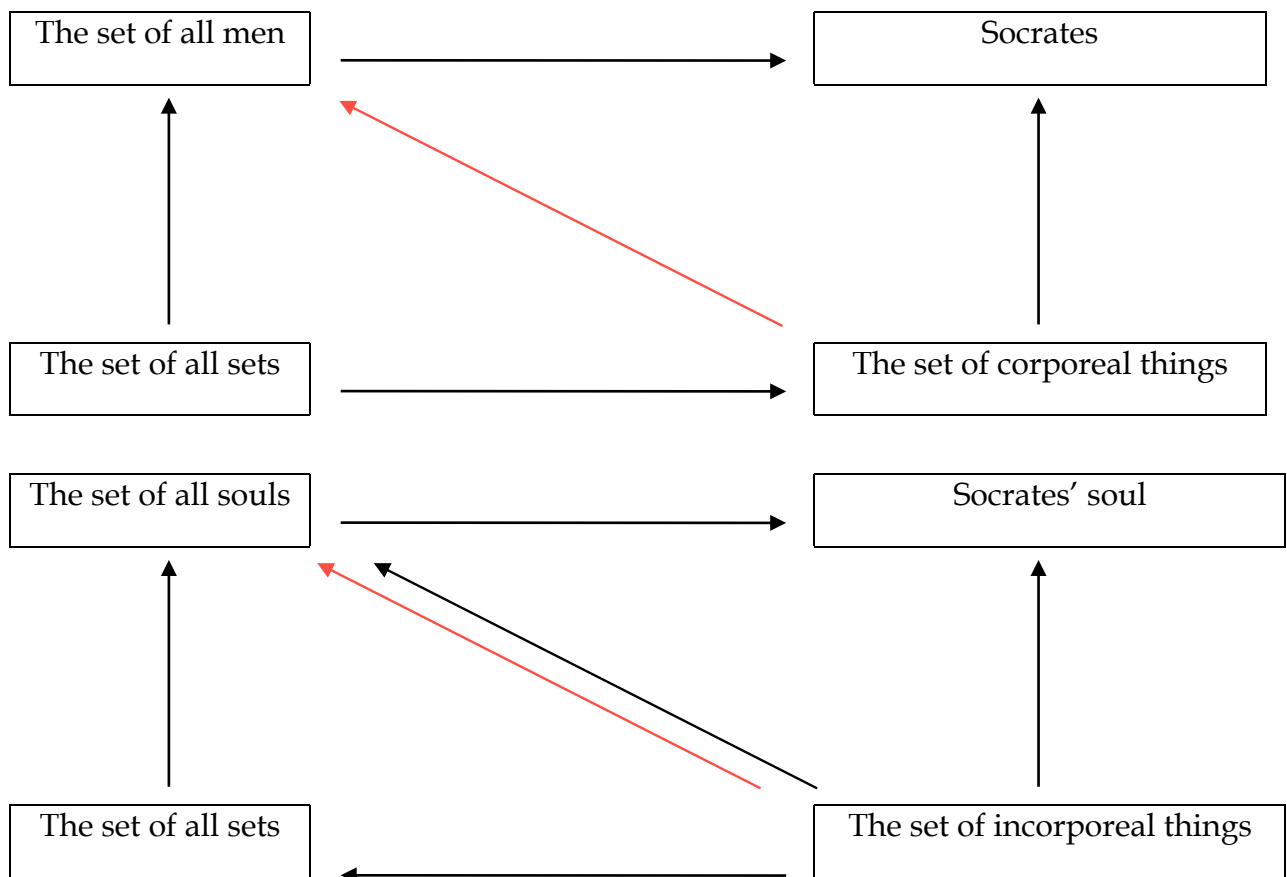 The set of all men
Socrates
The set of all sets
The set of corporeal things
The set of all souls
Socrates’ soul
The set of all sets
The set of incorporeal things